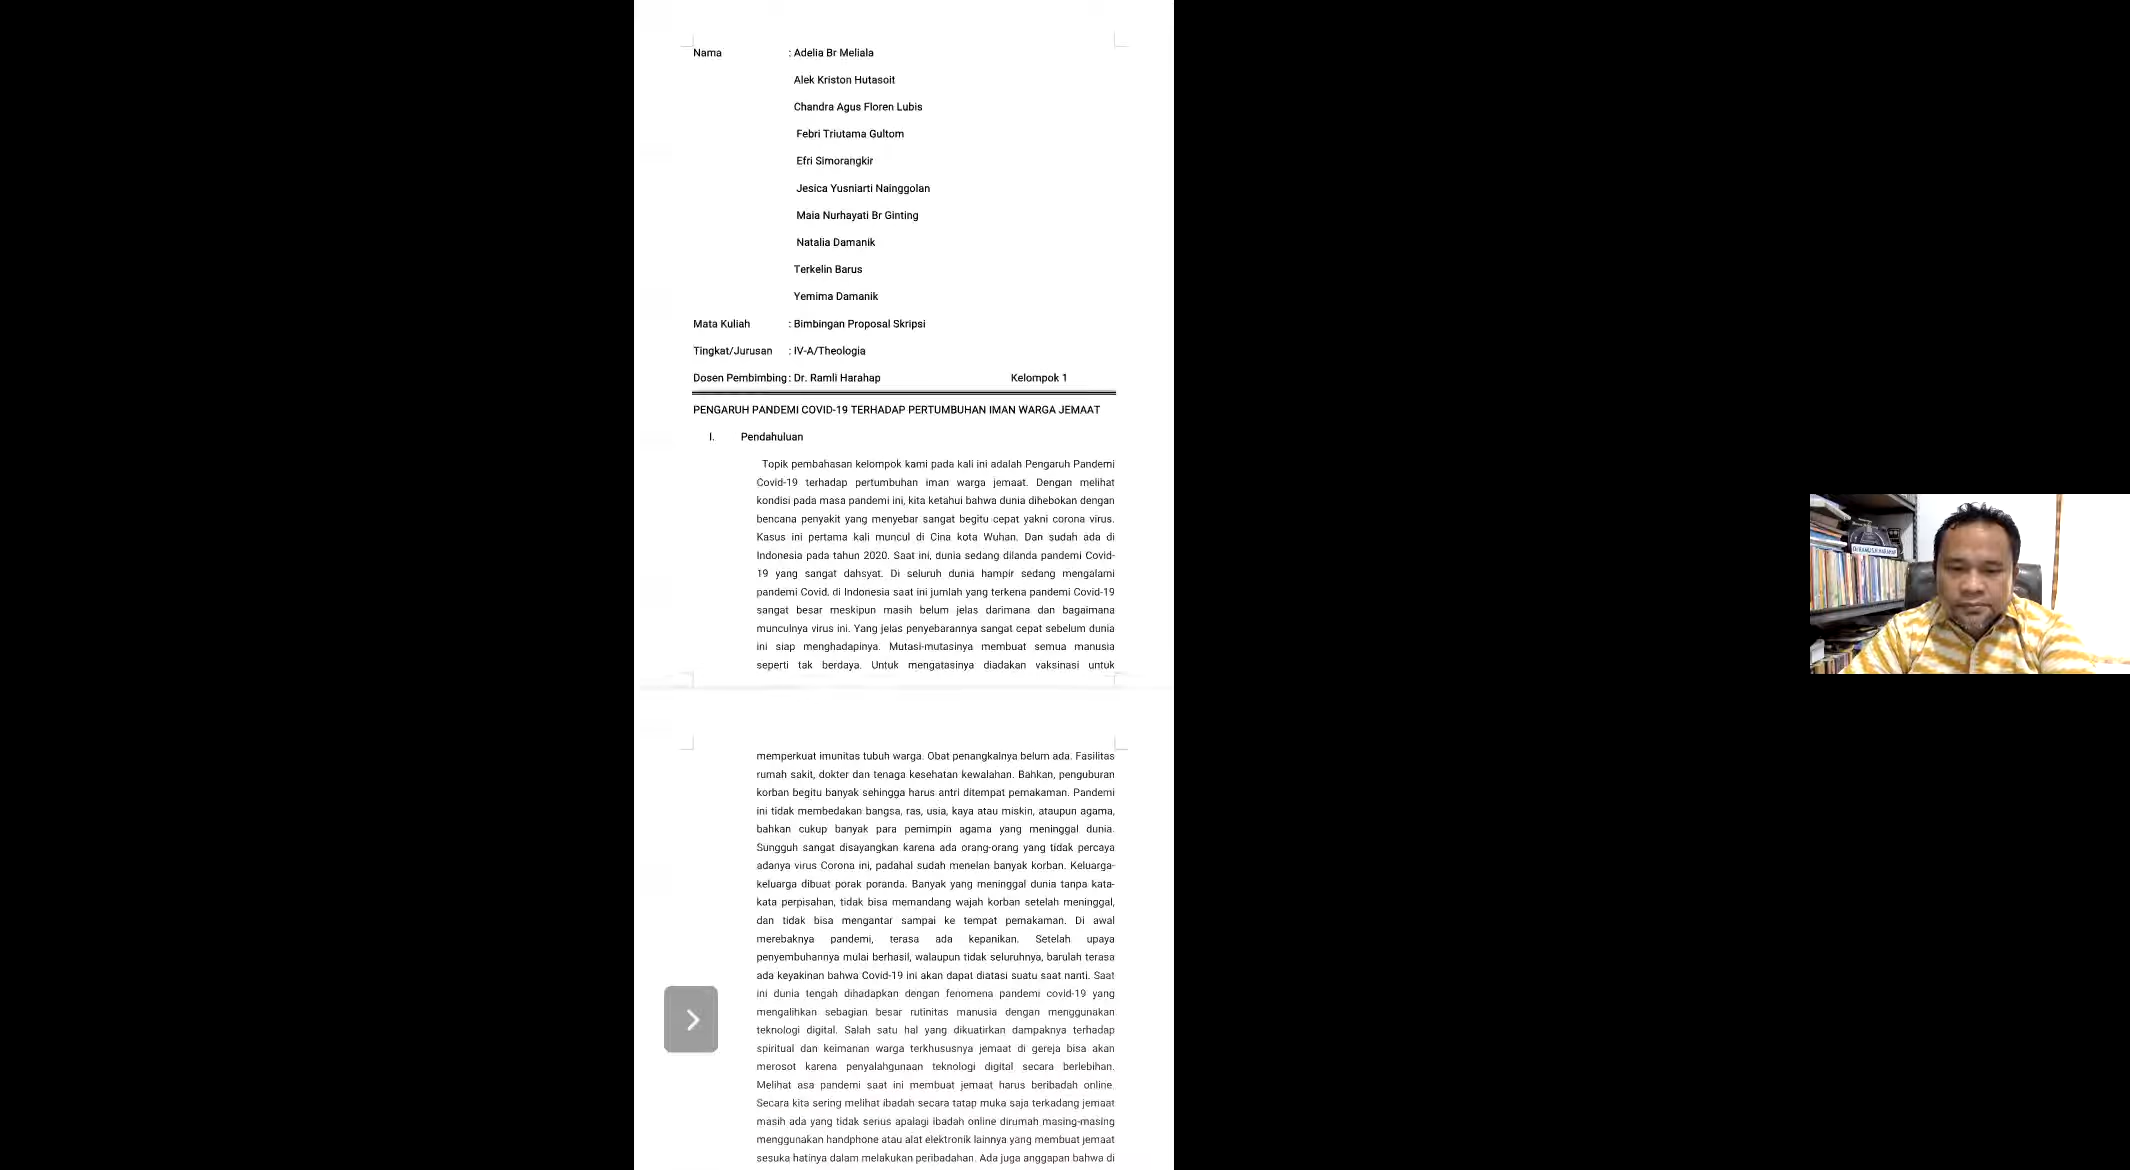 Nama : Adelia Br Meliala
Alek Kriston Hutasoit
Chandra Agus Floren Lubis
Febri Triutama Gultom
Efri Simorangkir
Jesica Yusniarti Nainggolan
Maia Nurhayati Br Ginting
Natalia Damanik
Terkelin Barus
Yemima Damanik
Mata Kuliah : Bimbingan Proposal Skripsi
Tingkat/Jurusan : IV-A/Theologia
Dosen Pembimbing : Dr. Ramli Harahap Kelompok 1
PENGARUH PANDEMI COVID-19 TERHADAP PERTUMBUHAN IMAN WARGA JEMAAT
I. Pendahuluan
Topik pembahasan kelompok kami pada kali ini adalah Pengaruh Pandemi
Covid-19 terhadap pertumbuhan iman warga jemaat. Dengan melihat
kondisi pada masa pandemi ini, kita ketahui bahwa dunia dihebokan dengan
bencana penyakit yang menyebar sangat begitu cepat yakni corona virus.
Kasus ini pertama kali muncul di Cina kota Wuhan. Dan sudah ada di
Indonesia pada tahun 2020. Saat ini, dunia sedang dilanda pandemi Covid-
19 yang sangat dahsyat. Di seluruh dunia hampir sedang mengalami
pandemi Covid. di Indonesia saat ini jumlah yang terkena pandemi Covid-19
sangat besar meskipun masih belum jelas darimana dan bagaimana
munculnya virus ini. Yang jelas penyebarannya sangat cepat sebelum dunia
ini siap menghadapinya. Mutasi-mutasinya membuat semua manusia
seperti tak berdaya. Untuk mengatasinya diadakan vaksinasi untuk
memperkuat imunitas tubuh warga. Obat penangkalnya belum ada. Fasilitas
rumah sakit, dokter dan tenaga kesehatan kewalahan. Bahkan, penguburan
korban begitu banyak sehingga harus antri ditempat pemakaman. Pandemi
ini tidak membedakan bangsa, ras, usia, kaya atau miskin, ataupun agama,
bahkan cukup banyak para pemimpin agama yang meninggal dunia.
Sungguh sangat disayangkan karena ada orang-orang yang tidak percaya
adanya virus Corona ini, padahal sudah menelan banyak korban. Keluarga-
keluarga dibuat porak poranda. Banyak yang meninggal dunia tanpa kata-
kata perpisahan, tidak bisa memandang wajah korban setelah meninggal,
dan tidak bisa mengantar sampai ke tempat pemakaman. Di awal
merebaknya pandemi, terasa ada kepanikan. Setelah upaya
penyembuhannya mulai berhasil, walaupun tidak seluruhnya, barulah terasa
ada keyakinan bahwa Covid-19 ini akan dapat diatasi suatu saat nanti. Saat
ini dunia tengah dihadapkan dengan fenomena pandemi covid-19 yang
mengalihkan sebagian besar rutinitas manusia dengan menggunakan
teknologi digital. Salah satu hal yang dikuatirkan dampaknya terhadap
spiritual dan keimanan warga terkhususnya jemaat di gereja bisa akan
merosot karena penyalahgunaan teknologi digital secara berlebihan.
Melihat asa pandemi saat ini membuat jemaat harus beribadah online.
Secara kita sering melihat ibadah secara tatap muka saja terkadang jemaat
masih ada yang tidak serius apalagi ibadah online dirumah masing-masing
menggunakan handphone atau alat elektronik lainnya yang membuat jemaat
sesuka hatinya dalam melakukan peribadahan. Ada juga anggapan bahwa di